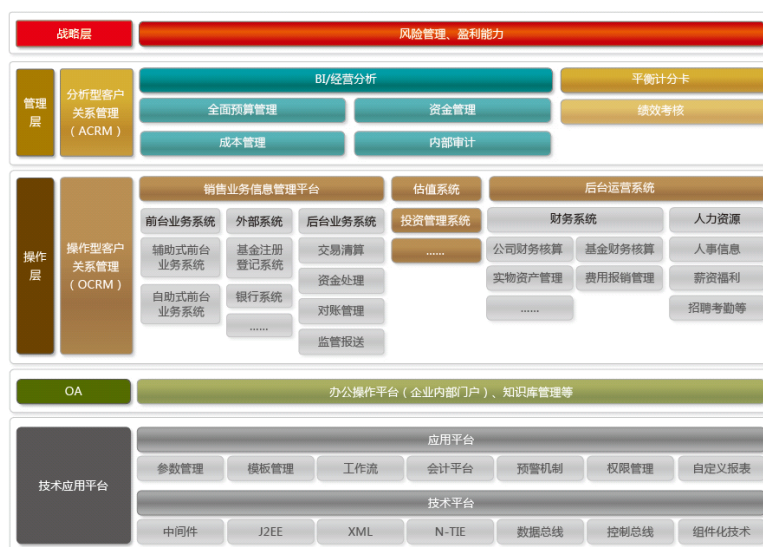 战略层
风险管理、盈利能力
管理
层
分析型客户
关系管理
（ACRM）
BI/经营分析
平衡计分卡
全面预算管理
资金管理
绩效考核
成本管理
内部审计
操作
层
操作型客户
关系管理
（OCRM）
销售业务信息管理平台
估值系统
后台运营系统
前台业务系统
外部系统
后台业务系统
投资管理系统
财务系统
人力资源
辅助式前台
业务系统
基金注册
登记系统
交易清算
……
公司财务核算
基金财务核算
人事信息
自助式前台
业务系统
银行系统
资金处理
实物资产管理
费用报销管理
薪资福利
……
对账管理
……
招聘考勤等
监管报送
OA
办公操作平台（企业内部门户）、知识库管理等
技术应用平台
应用平台
参数管理
模板管理
工作流
会计平台
预警机制
权限管理
自定义报表
技术平台
中间件
J2EE
XML
N-TIE
数据总线
控制总线
组件化技术